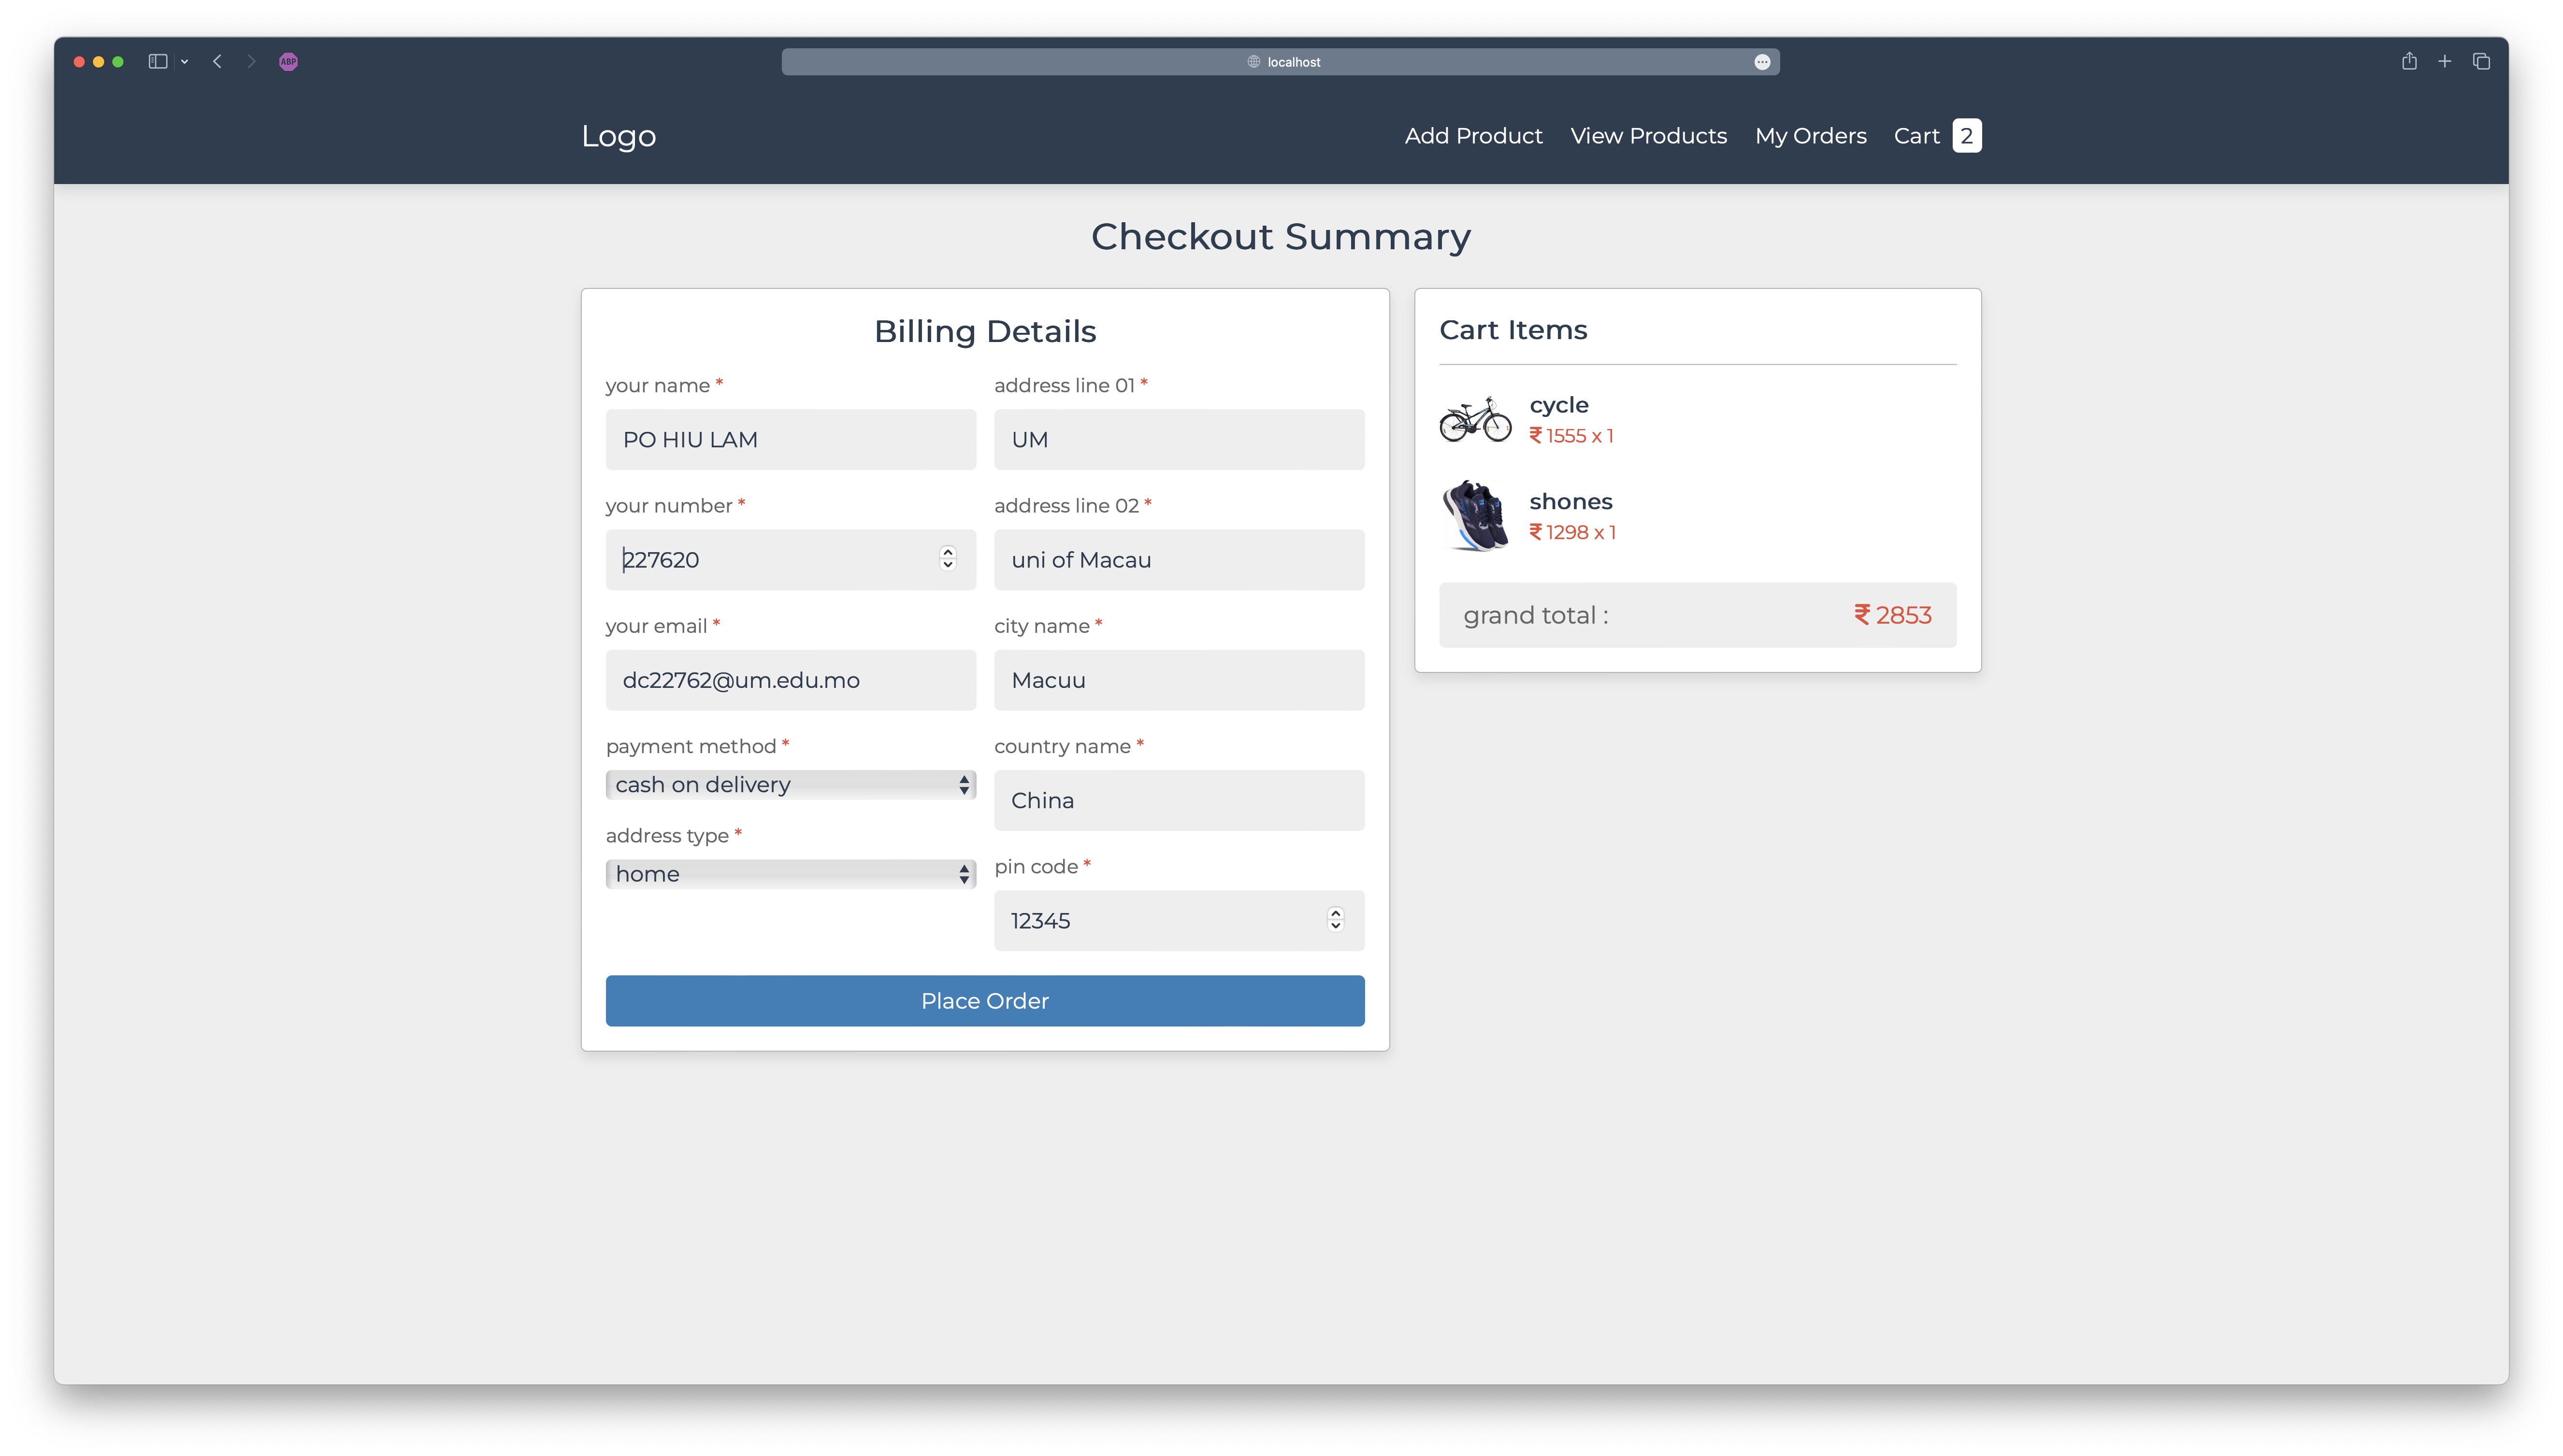 ABP
localhost
Logo
Add Product View Products My Orders Cart 2
Checkout Summary
Billing Details
your name *
PO HIU LAM
your number *
227620
your email *
dc22762@um.edu.mo
payment method *
cash on delivery
address type *
home
address line 01 *
UM
address line 02 *
uni of Macau
city name *
Macuu
country name *
China
pin code *
12345
Place Order
Cart Items
cycle
₹ 1555 x 1
shones
₹ 1298 x 1
grand total : ₹ 2853